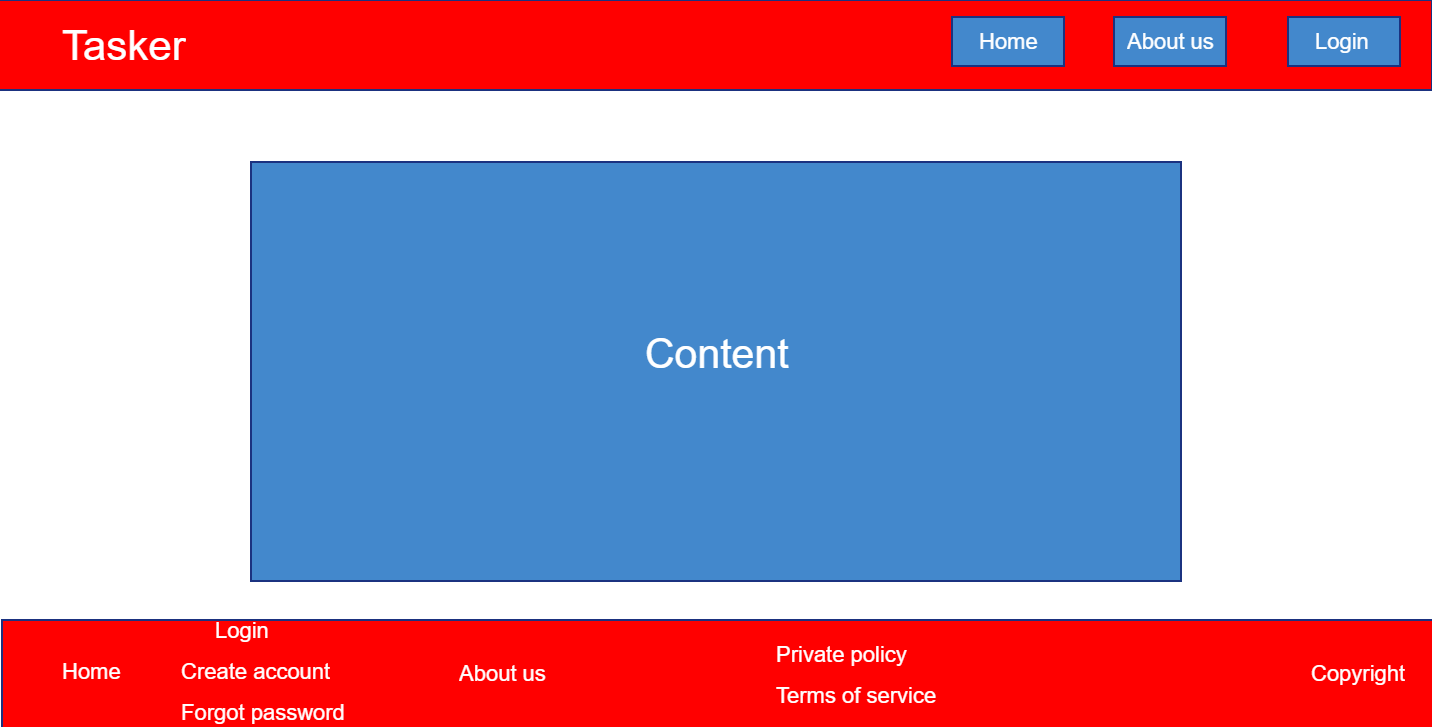 Tasker
Home
About us
Login
Content
Home
Login
Create account
Forgot password
About us
Private policy
Terms of service
Copyright